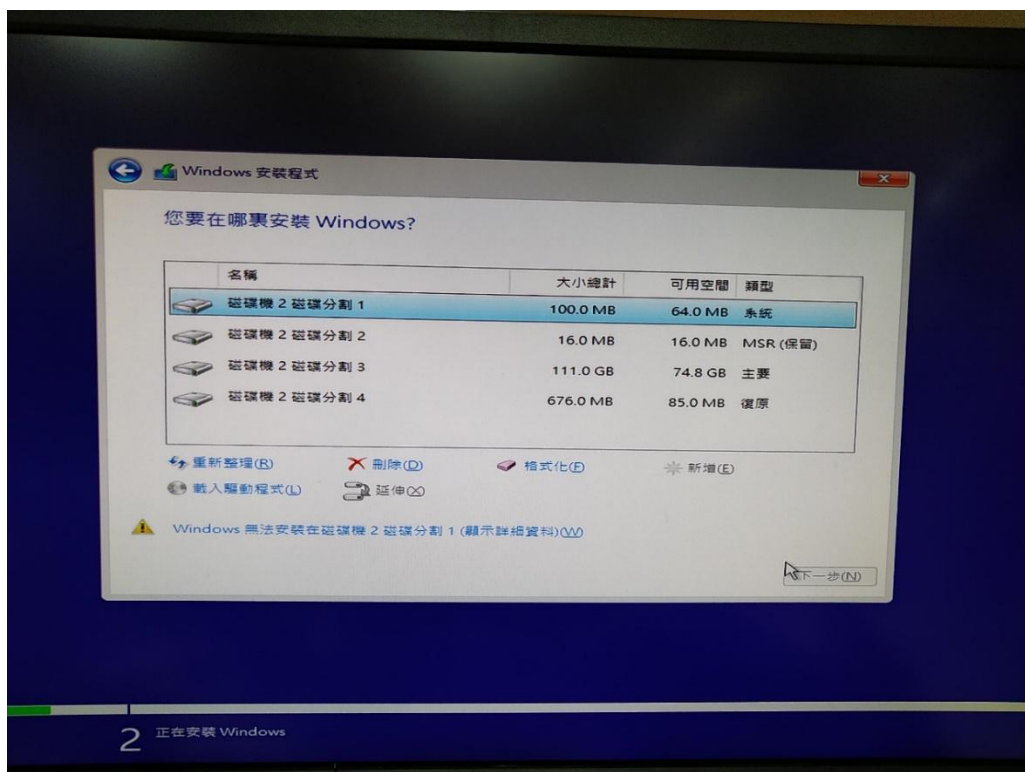 Windows 安裝程式
您要在哪裏安裝 Windows?
名稱 大小總計 可用空間 類型
磁碟機 2 磁碟分割 1 100.0 MB 64.0 MB 系統
磁碟機 2 磁碟分割 2 16.0 MB 16.0 MB MSR (保留)
磁碟機 2 磁碟分割 3 111.0 GB 74.8 GB 主要
磁碟機 2 磁碟分割 4 676.0 MB 85.0 MB 復原
重新整理(R) 刪除(D) 格式化(F) 新增(E)
載入驅動程式(L) 延伸(X)
Windows 無法安裝在磁碟機 2 磁碟分割 1 (顯示詳細資料)(W)
下一步(N)
2 正在安裝 Windows